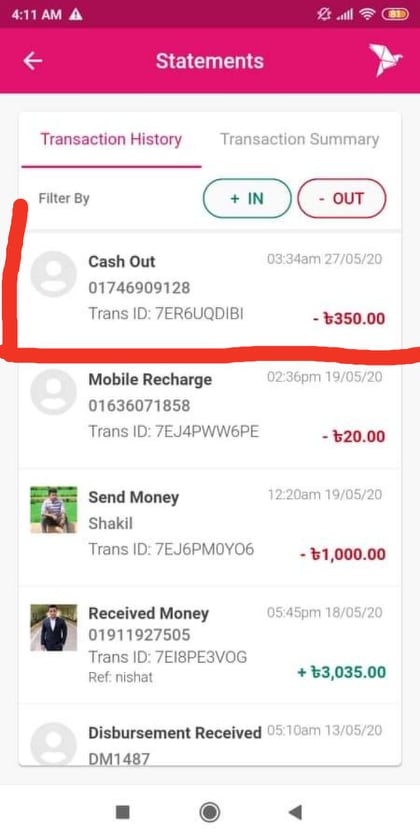 4:11 AM
81
Statements
Transaction History
Transaction Summary
Filter By
+ IN
- OUT
Cash Out
03:34am 27/05/20
01746909128
Trans ID: 7ER6UQDIBI
- ৳350.00
Mobile Recharge
02:36pm 19/05/20
01636071858
Trans ID: 7EJ4PWW6PE
- ৳20.00
Send Money
12:20am 19/05/20
Shakil
Trans ID: 7EJ6PM0YO6
- ৳1,000.00
Received Money
05:45pm 18/05/20
01911927505
Trans ID: 7EI8PE3VOG
Ref: nishat
+ ৳3,035.00
Disbursement Received
05:10am 13/05/20
DM1487